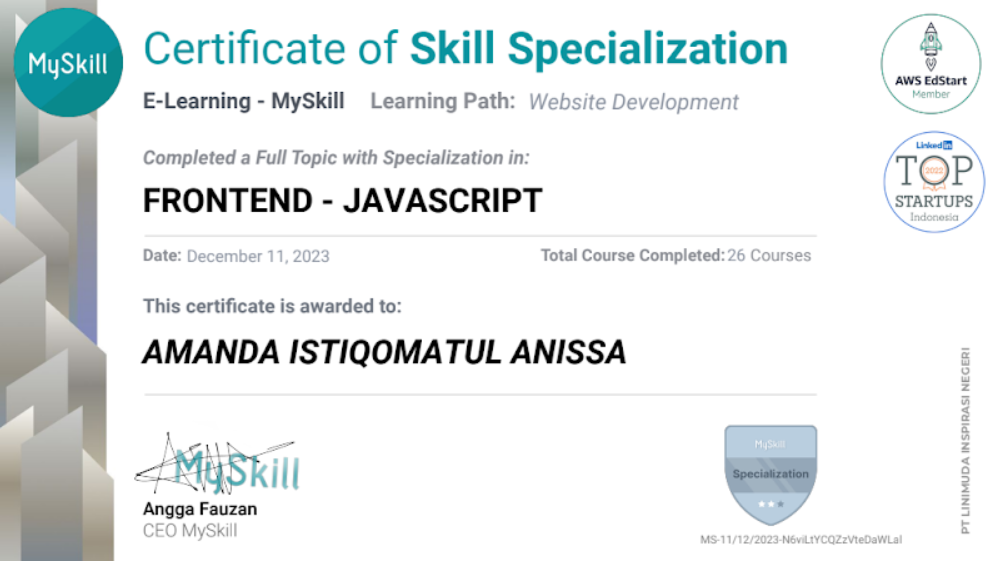 MySkill
Certificate of Skill Specialization
E-Learning - MySkill Learning Path: Website Development
Completed a Full Topic with Specialization in:
FRONTEND - JAVASCRIPT
Date: December 11, 2023 Total Course Completed: 26 Courses
This certificate is awarded to:
AMANDA ISTIQOMATUL ANISSA
MySkill
Angga Fauzan
CEO MySkill
AWS EdStart
Member
LinkedIn
TOP
2022
STARTUPS
Indonesia
PT LINIMUDA INSPIRASI NEGERI
MySkill
Specialization
MS-11/12/2023-N6viLtYCQZzVteDaWLaI